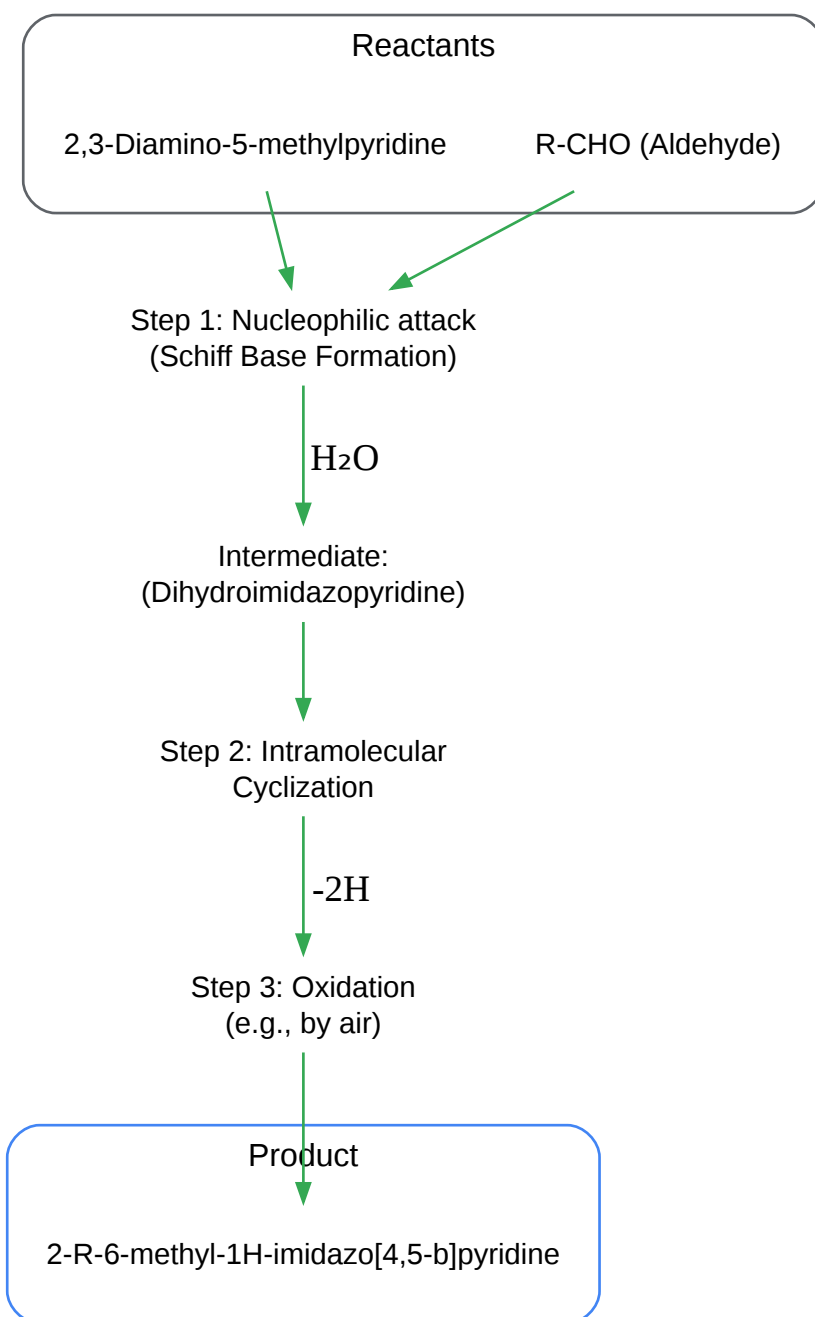 Reactants
2,3-Diamino-5-methylpyridine R-CHO (Aldehyde)
Step 1: Nucleophilic attack
(Schiff Base Formation)
H₂O
Intermediate:
(Dihydroimidazopyridine)
Step 2: Intramolecular
Cyclization
-2H
Step 3: Oxidation
(e.g., by air)
Product
2-R-6-methyl-1H-imidazo[4,5-b]pyridine